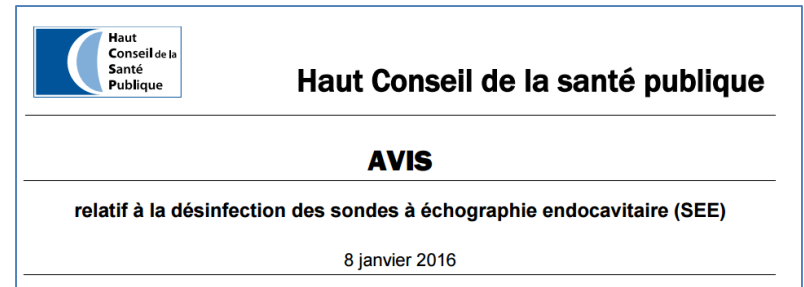 Haut
Conseil de la
Santé
Publique
Haut Conseil de la santé publique
AVIS
relatif à la désinfection des sondes à échographie endocavitaire (SEE)
8 janvier 2016